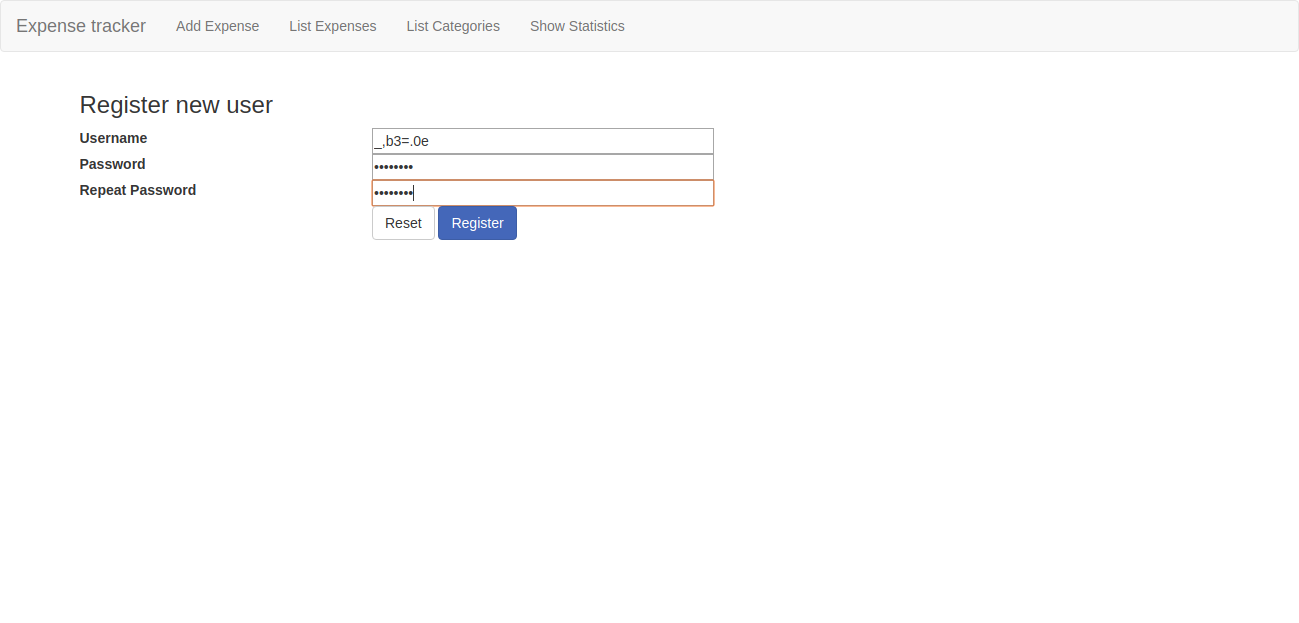 Expense tracker Add Expense List Expenses List Categories Show Statistics
Register new user
Username _,b3=.0e
Password ••••••••
Repeat Password ••••••••
Reset Register